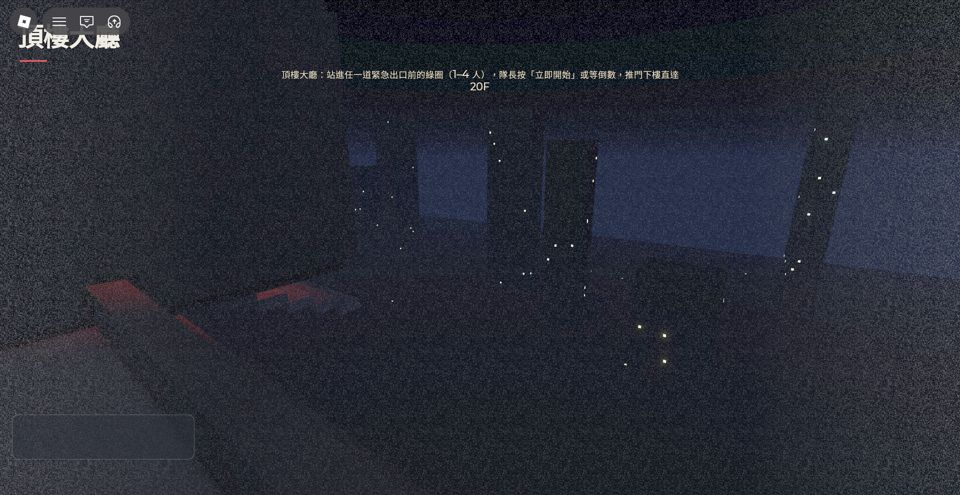 頂樓大廳
頂樓大廳：站進任一道緊急出口前的綠圈（1–4 人），隊長按「立即開始」或等倒數，推門下樓直達
20F